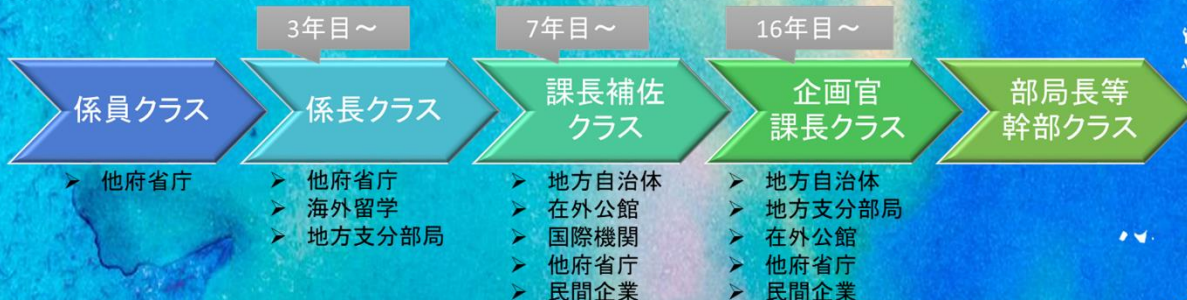 3年目～
7年目～
16年目～
係員クラス
係長クラス
課長補佐
クラス
企画官
課長クラス
部局長等
幹部クラス
➢ 他府省庁
➢ 他府省庁
➢ 海外留学
➢ 地方支分部局
➢ 地方自治体
➢ 在外公館
➢ 国際機関
➢ 他府省庁
➢ 民間企業
➢ 地方自治体
➢ 地方支分部局
➢ 在外公館
➢ 他府省庁
➢ 民間企業